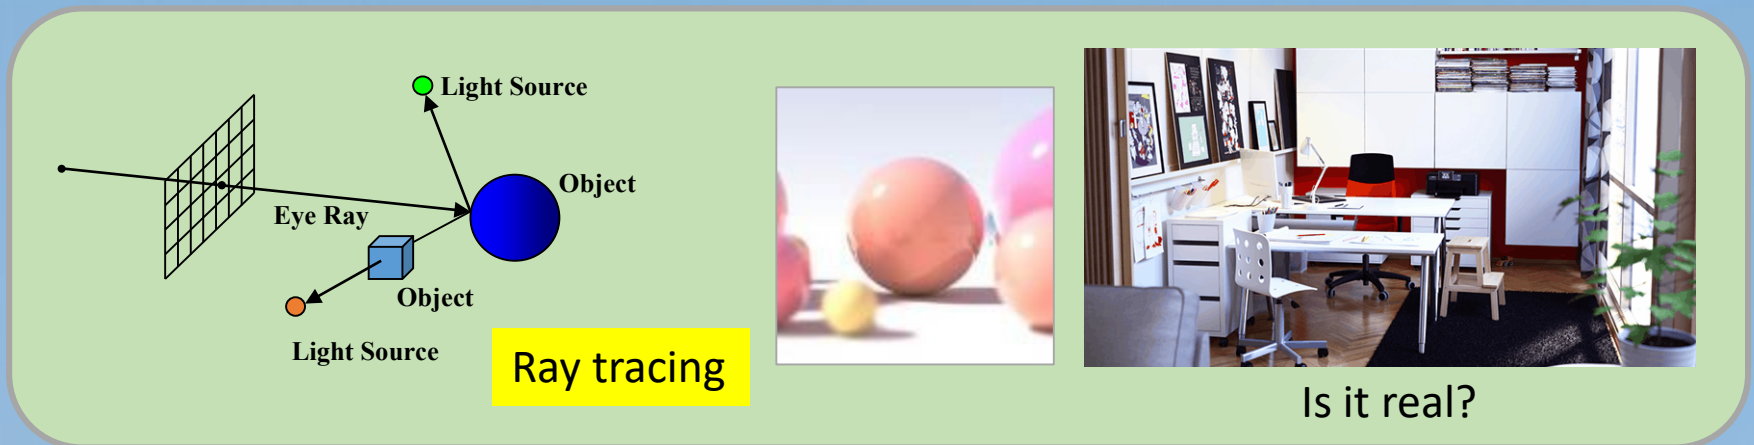 Light Source
Object
Eye Ray
Object
Light Source
Ray tracing
Is it real?